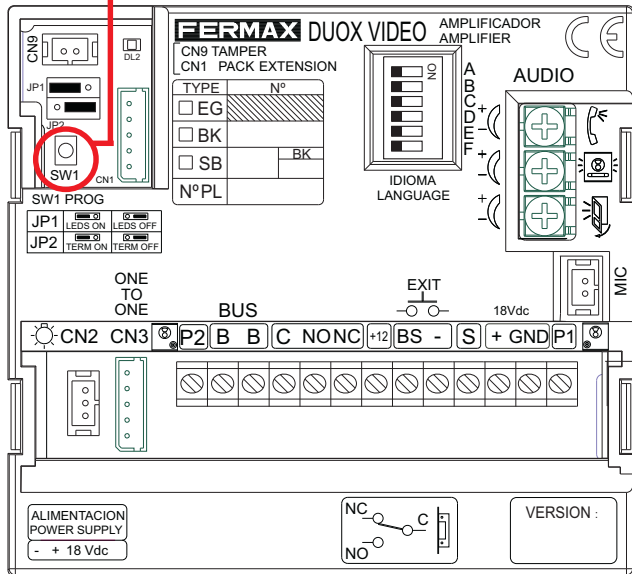 FERMAX DUOX VIDEO AMPLIFICADOR AMPLIFIER
CN9 TAMPER
CN1 PACK EXTENSION
CN9
DL2
JP1
JP2
SW1
CN1
TYPE Nº
EG
BK
SB BK
Nº PL
ON
A
B
C
D
E
F
IDIOMA
LANGUAGE
AUDIO
+
-
+
-
+
-
MIC
SW1 PROG
JP1 LEDS ON LEDS OFF
JP2 TERM ON TERM OFF
ONE
TO
ONE
BUS
EXIT
18Vdc
CN2 CN3 P2 B B C NO NC +12 BS - S + GND P1
ALIMENTACION
POWER SUPPLY
- + 18 Vdc
NC
C
NO
VERSION :